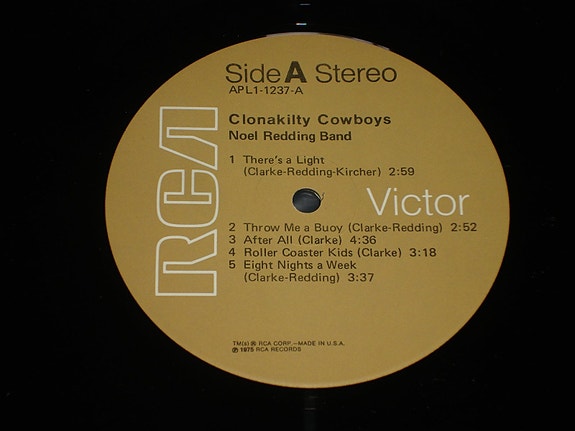 Side A Stereo
APL1-1237-A
Clonakilty Cowboys
Noel Redding Band
1 There's a Light
(Clarke-Redding-Kircher) 2:59
RCA
Victor
2 Throw Me a Buoy (Clarke-Redding) 2:52
3 After All (Clarke) 4:36
4 Roller Coaster Kids (Clarke) 3:18
5 Eight Nights a Week
(Clarke-Redding) 3:37
TM(s) ® RCA CORP.—MADE IN U.S.A.
℗ 1975 RCA RECORDS